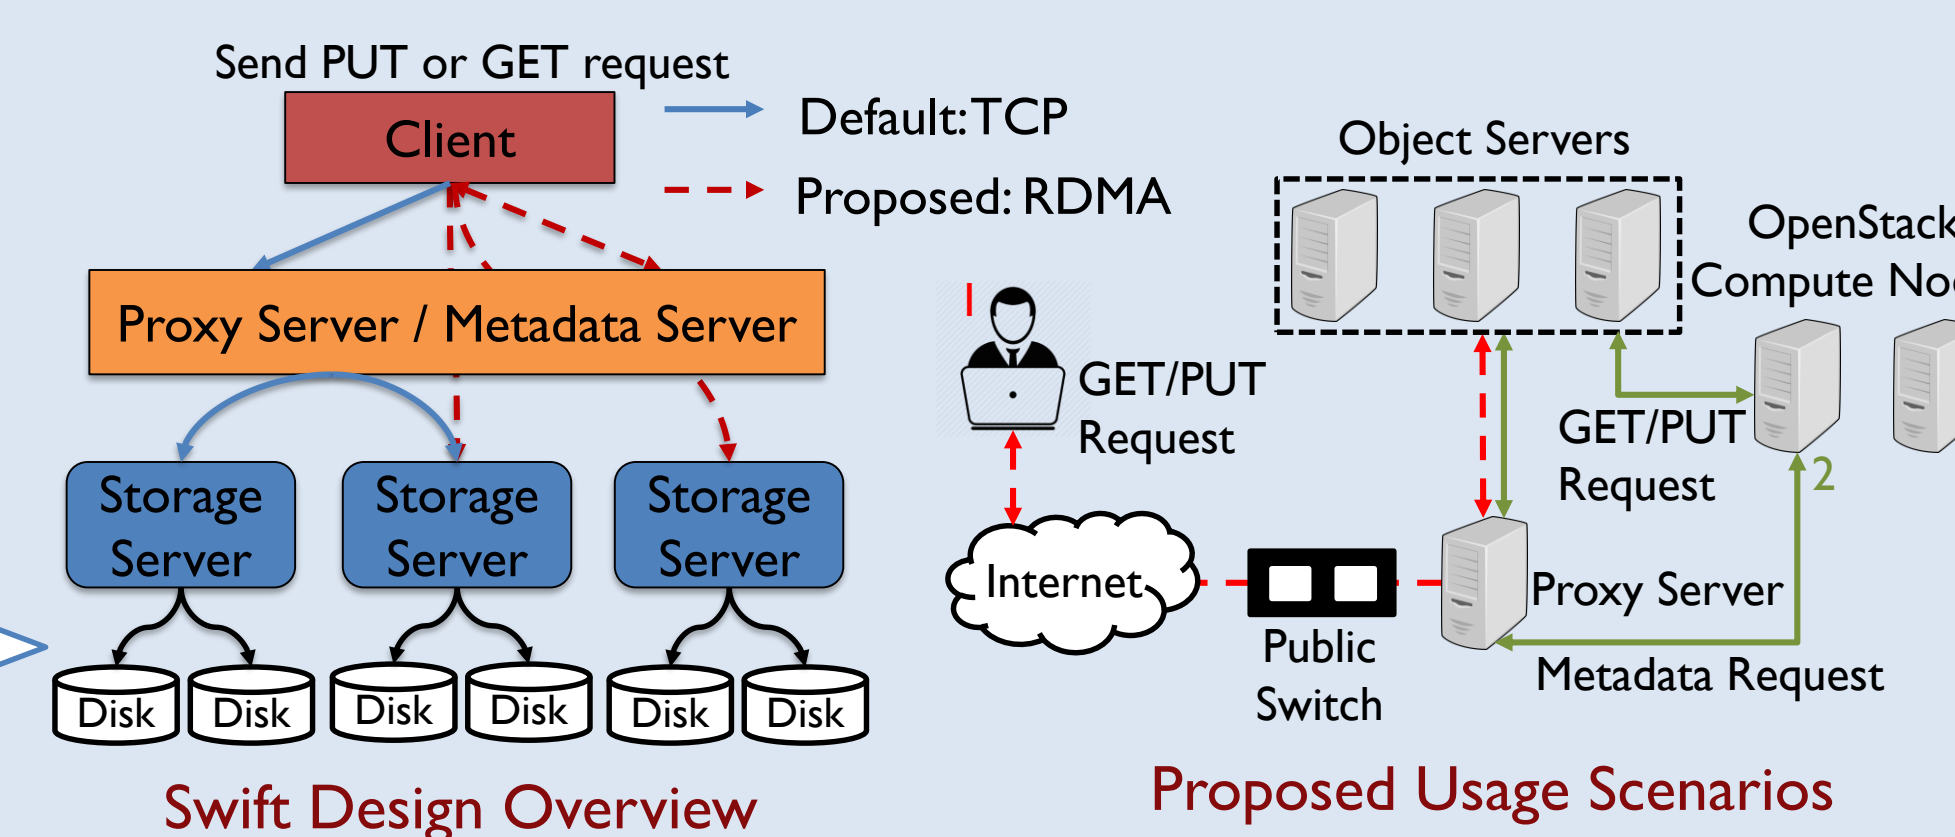 Send PUT or GET request
Client
Default: TCP
Proposed: RDMA
Proxy Server / Metadata Server
Storage
Server
Storage
Server
Storage
Server
Disk
Disk
Disk
Disk
Disk
Disk
Swift Design Overview
Object Servers
OpenStack
Compute
1
GET/PUT
Request
GET/PUT
Request
2
Internet
Public
Switch
Proxy Server
Metadata Request
Proposed Usage Scenarios